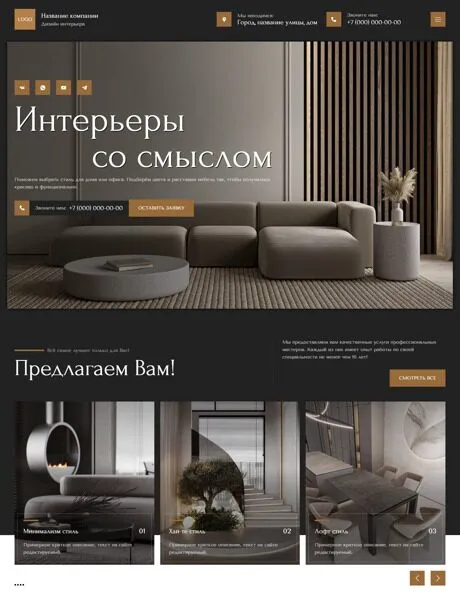 LOGO
Название компании
Дизайн интерьера
Мы находимся:
Город, название улицы, дом
Звоните нам:
+7 (000) 000-00-00
Интерьеры
со смыслом
Поможем выбрать стиль для дома или офиса. Подберём цвета и расставим мебель так, чтобы получилось
красиво и функционально.
Звоните нам: +7 (000) 000-00-00
ОСТАВИТЬ ЗАЯВКУ
Всё самое лучшее только для Вас!
Предлагаем Вам!
Мы предоставляем вам качественные услуги профессиональных
мастеров. Каждый из них имеет опыт работы по своей
специальности не менее чем 10 лет!
СМОТРЕТЬ ВСЕ
Минимализм стиль 01
Примерное краткое описание, текст на сайте
редактируемый.
Хай-тек стиль 02
Примерное краткое описание, текст на сайте
редактируемый.
Лофт стиль 03
Примерное краткое описание, текст на сайте
редактируемый.